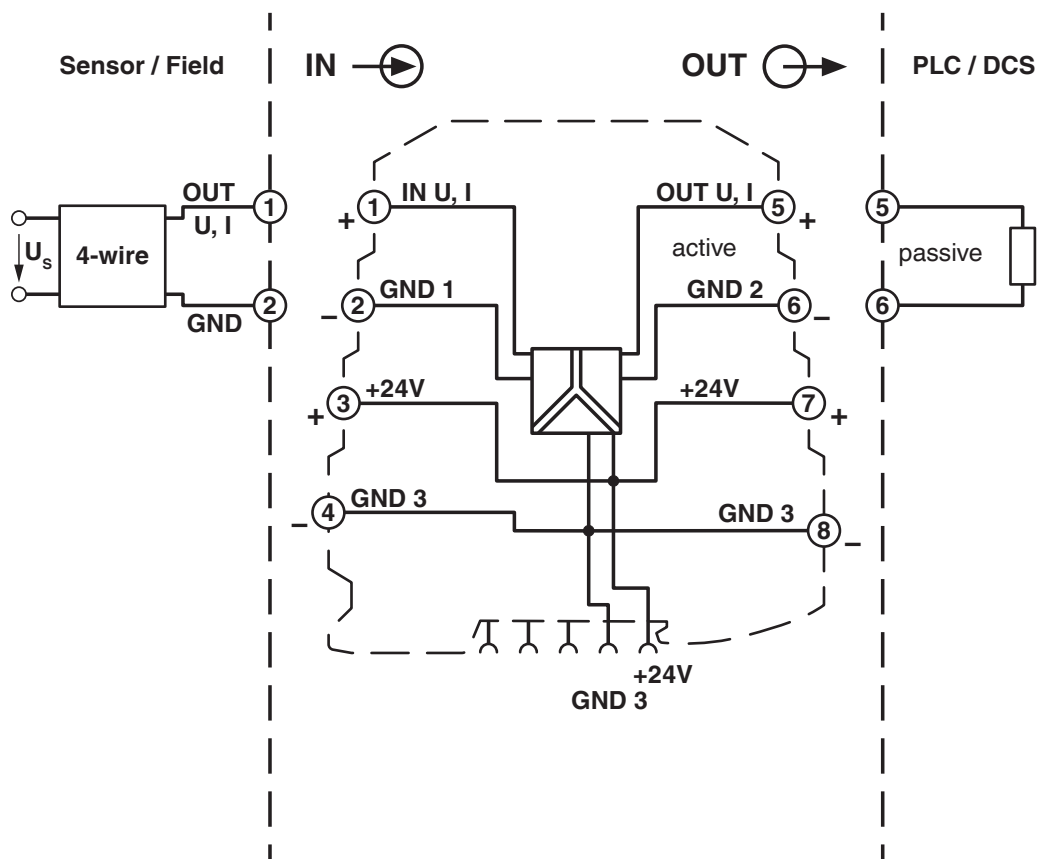 Sensor / Field
IN
OUT
PLC / DCS
OUT
U, I
1
1
IN U, I
OUT U, I
5
5
+
+
Us
4-wire
active
passive
GND
2
2
GND 1
GND 2
6
6
–
–
3
+24V
+24V
7
+
+
4
GND 3
GND 3
8
–
–
+24V
GND 3